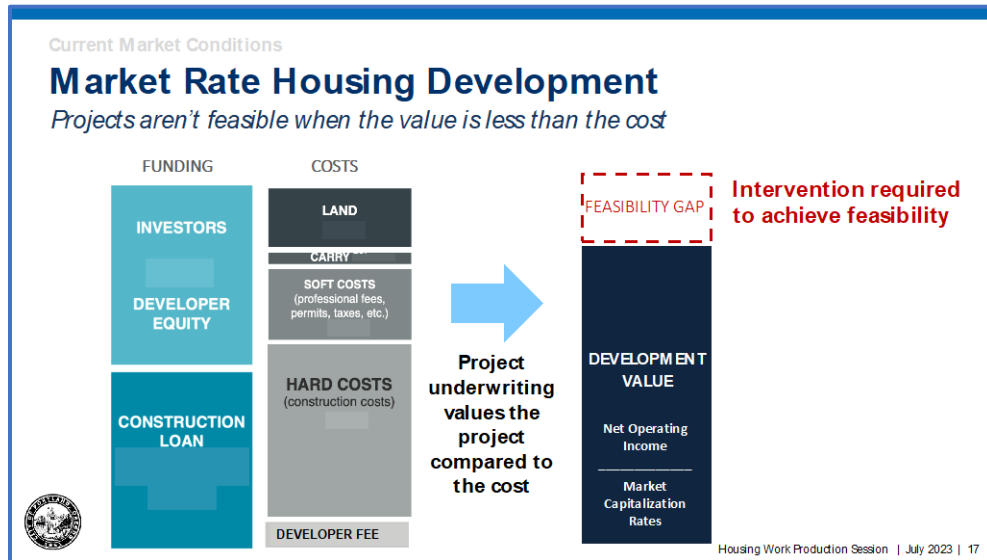 Current Market Conditions
Market Rate Housing Development
Projects aren't feasible when the value is less than the cost
FUNDING
COSTS
INVESTORS
DEVELOPER
EQUITY
CONSTRUCTION
LOAN
LAND
CARRY
SOFT COSTS
(professional fees,
permits, taxes, etc.)
HARD COSTS
(construction costs)
DEVELOPER FEE
Project
underwriting
values the
project
compared to
the cost
FEASIBILITY GAP
DEVELOPMENT
VALUE
Net Operating
Income
Market
Capitalization
Rates
Intervention required
to achieve feasibility
Housing Work Production Session | July 2023 | 17